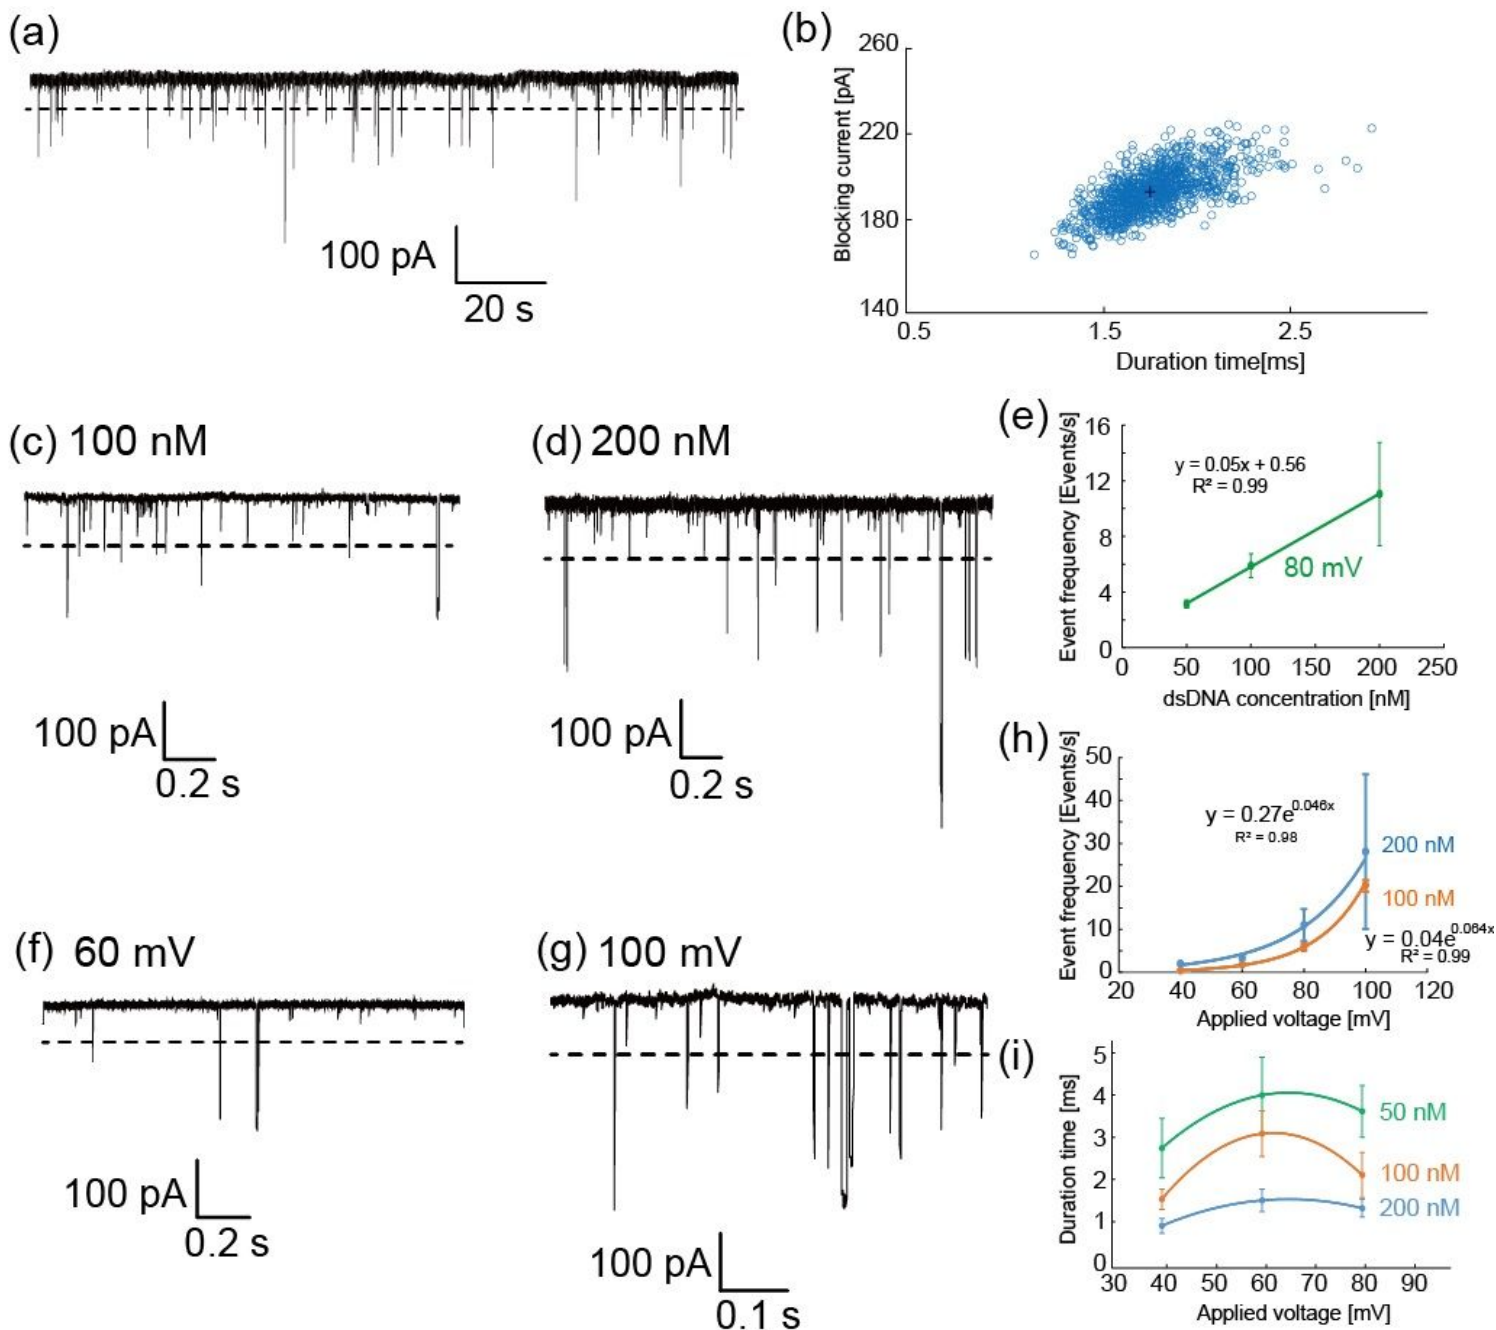 (a)
100 pA
20 s
(b)
Blocking current [pA]
260
220
180
140
0.5 1.5 2.5
Duration time[ms]
(c) 100 nM
100 pA
0.2 s
(d) 200 nM
100 pA
0.2 s
(e)
Event frequency [Events/s]
16
12
8
4
0
y = 0.05x + 0.56
R² = 0.99
80 mV
0 50 100 150 200 250
dsDNA concentration [nM]
(f) 60 mV
100 pA
0.2 s
(g) 100 mV
100 pA
0.1 s
(h)
Event frequency [Events/s]
50
40
30
20
10
0
y = 0.27e^0.046x
R² = 0.98
200 nM
100 nM
y = 0.04e^0.064x
R² = 0.99
20 40 60 80 100 120
Applied voltage [mV]
(i)
Duration time [ms]
5
4
3
2
1
0
50 nM
100 nM
200 nM
30 40 50 60 70 80 90
Applied voltage [mV]